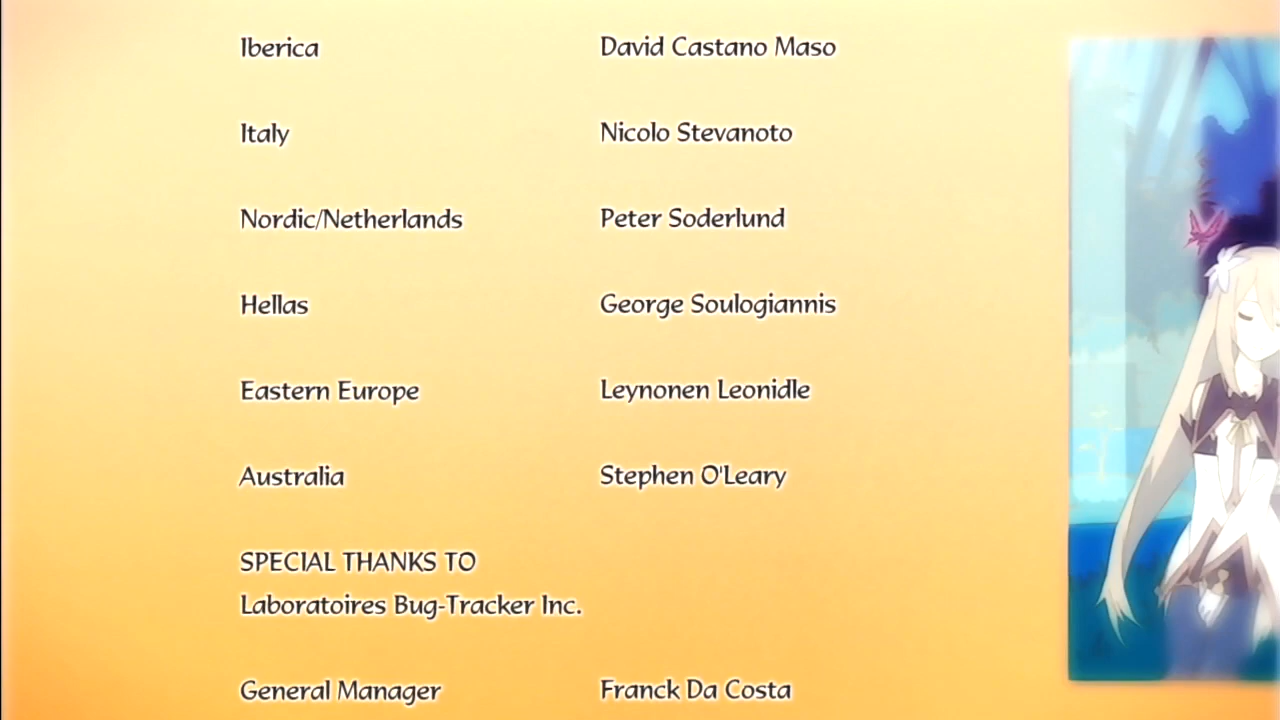 Iberica David Castano Maso
Italy Nicolo Stevanoto
Nordic/Netherlands Peter Soderlund
Hellas George Soulogiannis
Eastern Europe Leynonen Leonidle
Australia Stephen O'Leary
SPECIAL THANKS TO
Laboratoires Bug-Tracker Inc.
General Manager Franck Da Costa